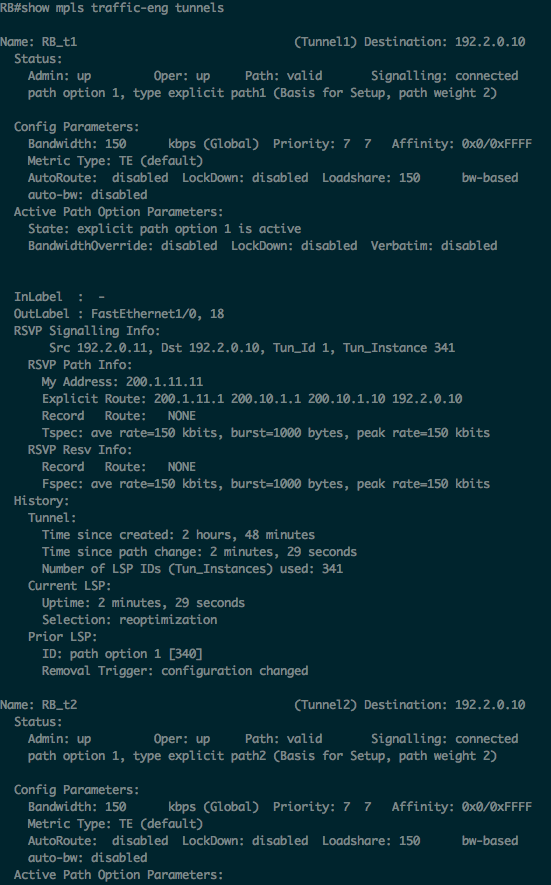 RB#show mpls traffic-eng tunnels
Name: RB_t1 (Tunnel1) Destination: 192.2.0.10
Status:
Admin: up Oper: up Path: valid Signalling: connected
path option 1, type explicit path1 (Basis for Setup, path weight 2)
Config Parameters:
Bandwidth: 150 kbps (Global) Priority: 7 7 Affinity: 0x0/0xFFFF
Metric Type: TE (default)
AutoRoute: disabled LockDown: disabled Loadshare: 150 bw-based
auto-bw: disabled
Active Path Option Parameters:
State: explicit path option 1 is active
BandwidthOverride: disabled LockDown: disabled Verbatim: disabled
InLabel : -
OutLabel : FastEthernet1/0, 18
RSVP Signalling Info:
Src 192.2.0.11, Dst 192.2.0.10, Tun_Id 1, Tun_Instance 341
RSVP Path Info:
My Address: 200.1.11.11
Explicit Route: 200.1.11.1 200.10.1.1 200.10.1.10 192.2.0.10
Record Route: NONE
Tspec: ave rate=150 kbits, burst=1000 bytes, peak rate=150 kbits
RSVP Resv Info:
Record Route: NONE
Fspec: ave rate=150 kbits, burst=1000 bytes, peak rate=150 kbits
History:
Tunnel:
Time since created: 2 hours, 48 minutes
Time since path change: 2 minutes, 29 seconds
Number of LSP IDs (Tun_Instances) used: 341
Current LSP:
Uptime: 2 minutes, 29 seconds
Selection: reoptimization
Prior LSP:
ID: path option 1 [340]
Removal Trigger: configuration changed
Name: RB_t2 (Tunnel2) Destination: 192.2.0.10
Status:
Admin: up Oper: up Path: valid Signalling: connected
path option 1, type explicit path2 (Basis for Setup, path weight 2)
Config Parameters:
Bandwidth: 150 kbps (Global) Priority: 7 7 Affinity: 0x0/0xFFFF
Metric Type: TE (default)
AutoRoute: disabled LockDown: disabled Loadshare: 150 bw-based
auto-bw: disabled
Active Path Option Parameters: